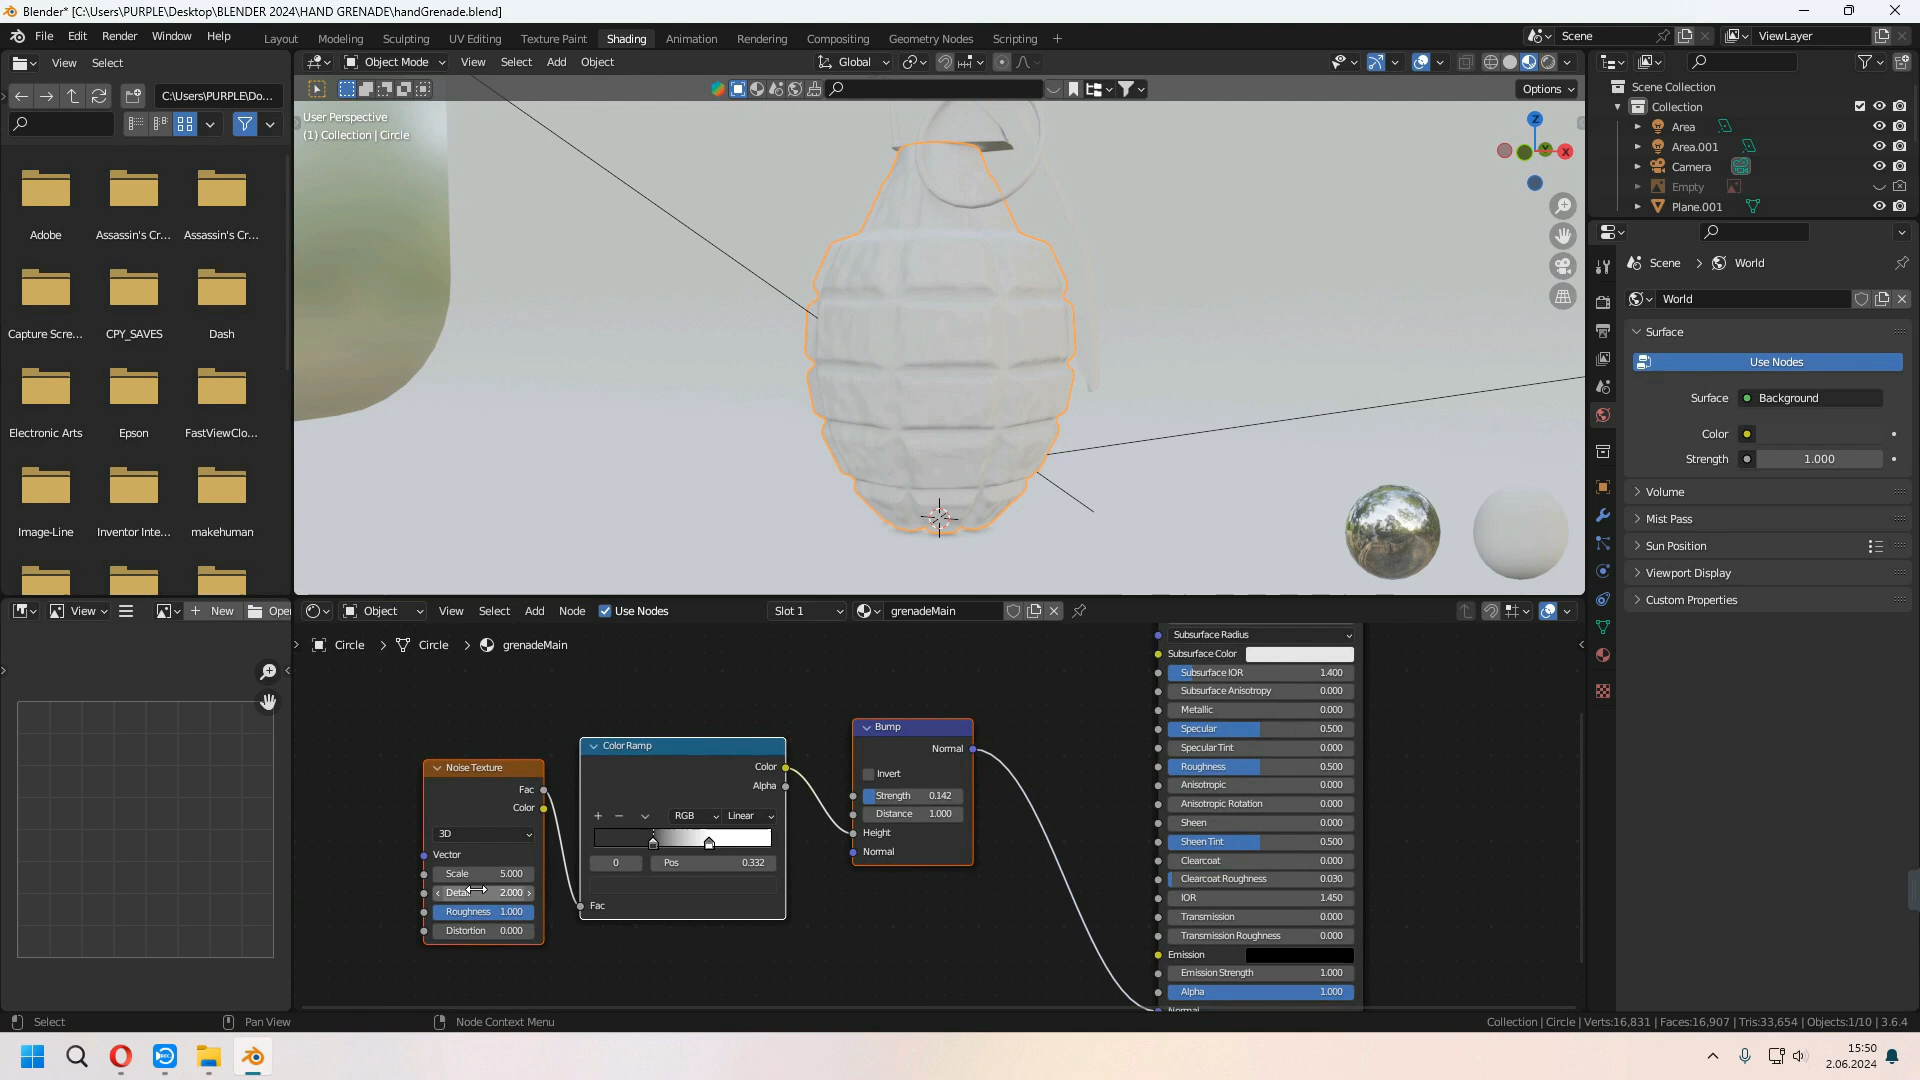 Blender* [C:\Users\PURPLE\Desktop\BLENDER 2024\HAND GRENADE\handGrenade.blend]
File Edit Render Window Help Layout Modeling Sculpting UV Editing Texture Paint Shading Animation Rendering Compositing Geometry Nodes Scripting Scene ViewLayer
View Select Object Mode View Select Add Object Global
C:\Users\PURPLE\Do... Options
User Perspective
(1) Collection | Circle
Scene Collection
Collection
Area
Area.001
Camera
Empty
Plane.001
Z
X
Y
Adobe Assassin's Cr... Assassin's Cr...
Capture Scre... CPY_SAVES Dash
Electronic Arts Epson FastViewClo...
Image-Line Inventor Inte... makehuman
Scene World
World
Surface
Use Nodes
Surface Background
Color
Strength 1.000
Volume
Mist Pass
Sun Position
Viewport Display
Custom Properties
View New Open
Object View Select Add Node Use Nodes Slot 1 grenadeMain
Circle Circle grenadeMain
Noise Texture
Fac
Color
3D
Vector
Scale 5.000
2.000
Roughness 1.000
Distortion 0.000
ColorRamp
Color
Alpha
RGB Linear
0 Pos 0.332
Fac
Bump
Normal
Invert
Strength 0.142
Distance 1.000
Height
Normal
Subsurface Radius
Subsurface Color
Subsurface IOR 1.400
Subsurface Anisotropy 0.000
Metallic 0.000
Specular 0.500
Specular Tint 0.000
Roughness 0.500
Anisotropic 0.000
Anisotropic Rotation 0.000
Sheen 0.000
Sheen Tint 0.500
Clearcoat 0.000
Clearcoat Roughness 0.030
IOR 1.450
Transmission 0.000
Transmission Roughness 0.000
Emission
Emission Strength 1.000
Alpha 1.000
Normal
Select Pan View Node Context Menu Collection | Circle | Verts:16,831 | Faces:16,907 | Tris:33,654 | Objects:1/10 | 3.6.4
15:50
2.06.2024